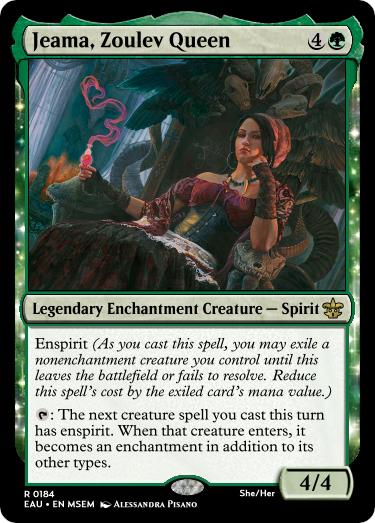 Jeama, Zoulev Queen 4
Legendary Enchantment Creature — Spirit
Enspirit (As you cast this spell, you may exile a
nonenchantment creature you control until this
leaves the battlefield or fails to resolve. Reduce
this spell's cost by the exiled card's mana value.)
: The next creature spell you cast this turn
has enspirit. When that creature enters, it
becomes an enchantment in addition to its
other types.
4/4
R 0184
EAU • EN MSEM Alessandra Pisano
She/Her